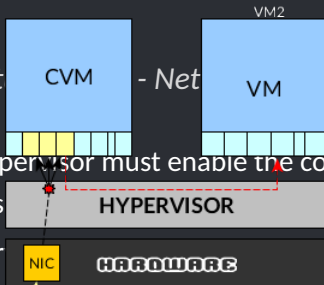 VM2
CVM
- Net
VM
pervisor must enable the co
HYPERVISOR
NIC
HARDWARE